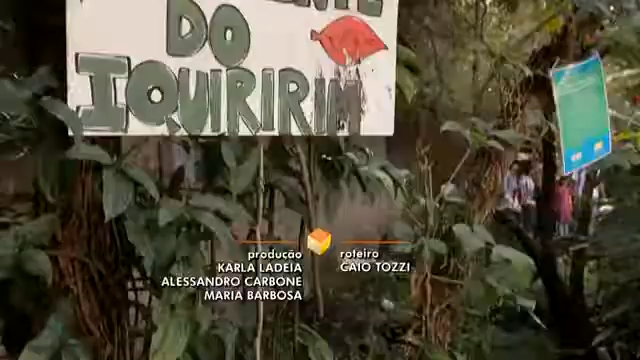 DO
IQUIRIRIM
produção
KARLA LADEIA
ALESSANDRO CARBONE
MARIA BARBOSA
roteiro
CAIO TOZZI